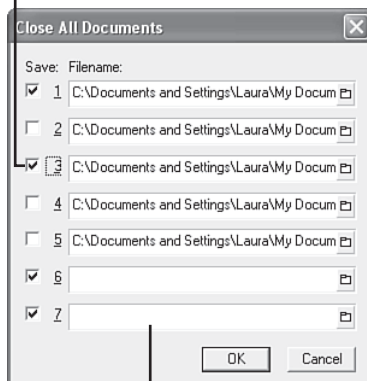 Close All Documents
Save: Filename:
1 C:\Documents and Settings\Laura\My Docum
2 C:\Documents and Settings\Laura\My Docum
3 C:\Documents and Settings\Laura\My Docum
4 C:\Documents and Settings\Laura\My Docum
5 C:\Documents and Settings\Laura\My Docum
6
7
OK Cancel